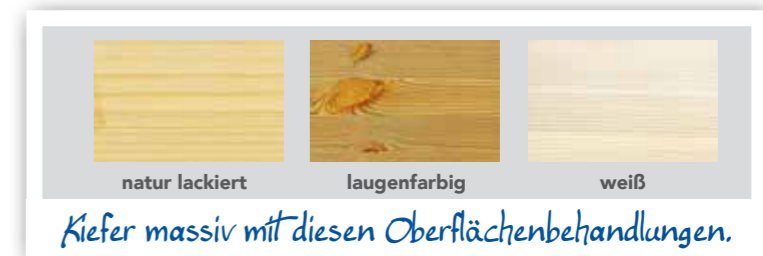 natur lackiert laugenfarbig weiß
Kiefer massiv mit diesen Oberflächenbehandlungen.